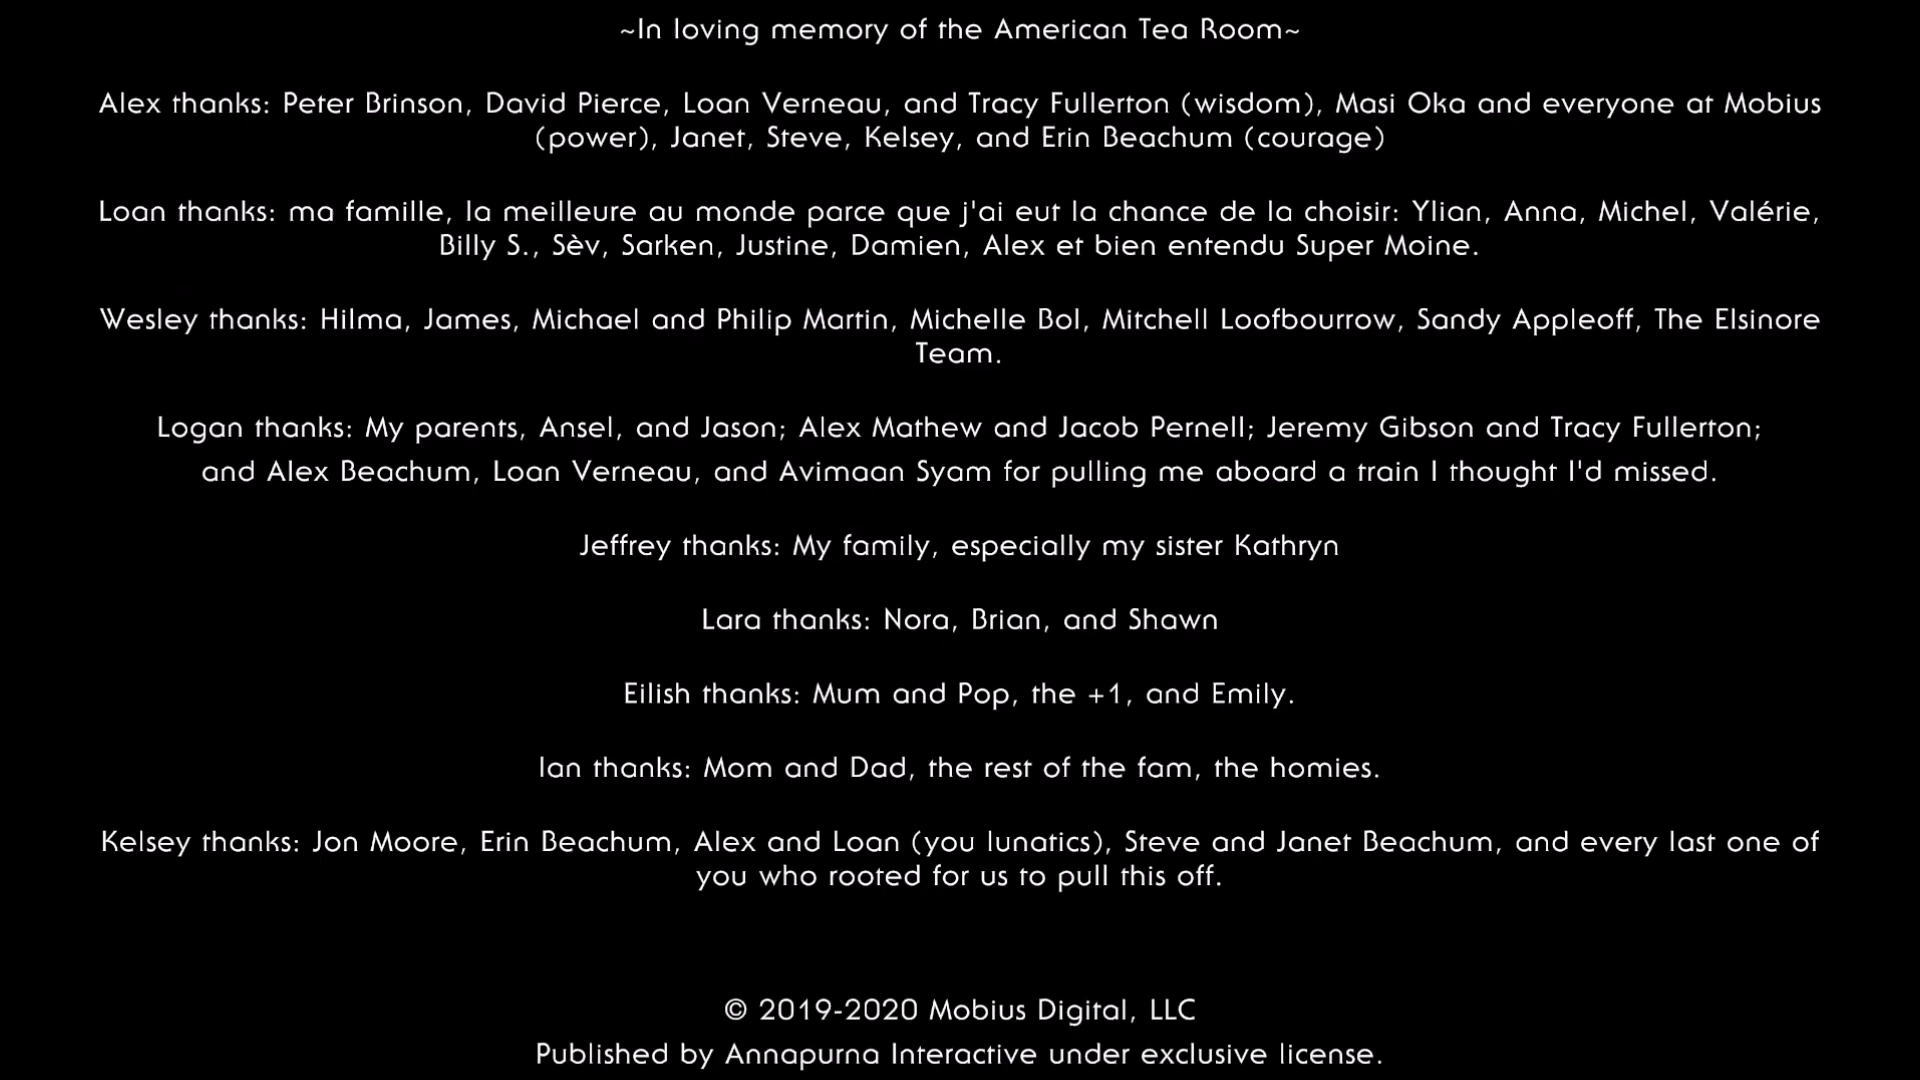 ~In loving memory of the American Tea Room~
Alex thanks: Peter Brinson, David Pierce, Loan Verneau, and Tracy Fullerton (wisdom), Masi Oka and everyone at Mobius
(power), Janet, Steve, Kelsey, and Erin Beachum (courage)
Loan thanks: ma famille, la meilleure au monde parce que j'ai eut la chance de la choisir: Ylian, Anna, Michel, Valérie,
Billy S., Sèv, Sarken, Justine, Damien, Alex et bien entendu Super Moine.
Wesley thanks: Hilma, James, Michael and Philip Martin, Michelle Bol, Mitchell Loofbourrow, Sandy Appleoff, The Elsinore
Team.
Logan thanks: My parents, Ansel, and Jason; Alex Mathew and Jacob Pernell; Jeremy Gibson and Tracy Fullerton;
and Alex Beachum, Loan Verneau, and Avimaan Syam for pulling me aboard a train I thought I'd missed.
Jeffrey thanks: My family, especially my sister Kathryn
Lara thanks: Nora, Brian, and Shawn
Eilish thanks: Mum and Pop, the +1, and Emily.
Ian thanks: Mom and Dad, the rest of the fam, the homies.
Kelsey thanks: Jon Moore, Erin Beachum, Alex and Loan (you lunatics), Steve and Janet Beachum, and every last one of
you who rooted for us to pull this off.
© 2019-2020 Mobius Digital, LLC
Published by Annapurna Interactive under exclusive license.